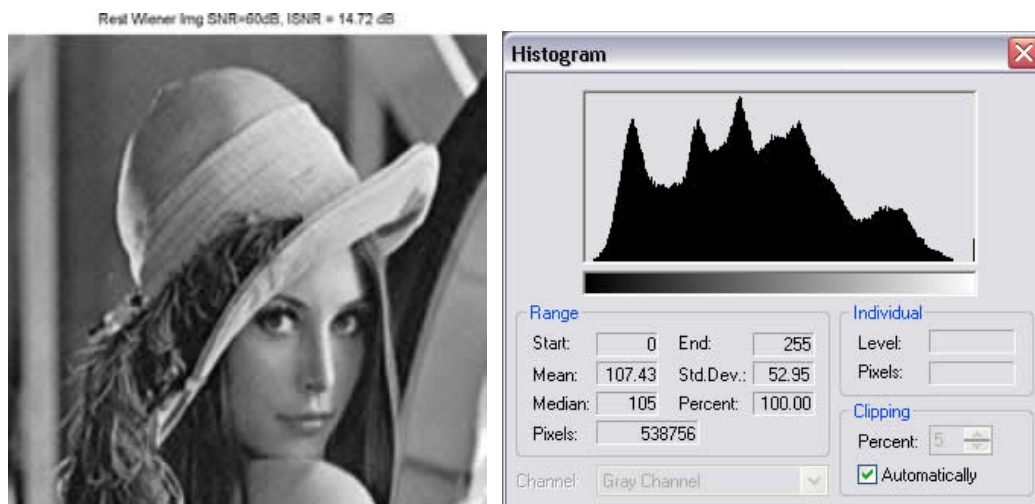 Rest Wiener Img SNR=60dB, ISNR = 14.72 dB
Histogram
Range
Start: 0 End: 255
Mean: 107.43 Std.Dev.: 52.95
Median: 105 Percent: 100.00
Pixels: 538756
Individual
Level:
Pixels:
Clipping
Percent: 5
Automatically
Channel: Gray Channel